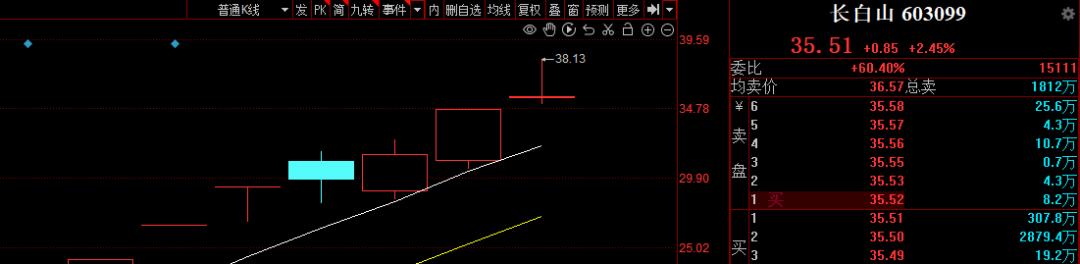 普通K线 发 PK 简 九转 事件 内 删自选 均线 复权 叠 窗 预测 更多
39.59
38.13
34.78
29.90
25.02
长白山 603099
35.51 +0.85 +2.45%
委比 +60.40% 15111
均卖价 36.57 总卖 1812万
¥ 6 35.58 25.6万
5 35.57 4.3万
卖 4 35.56 10.7万
盘 3 35.55 0.7万
2 35.53 4.3万
1 买 35.52 8.2万
1 35.51 307.8万
买 2 35.50 2879.4万
3 35.49 19.2万